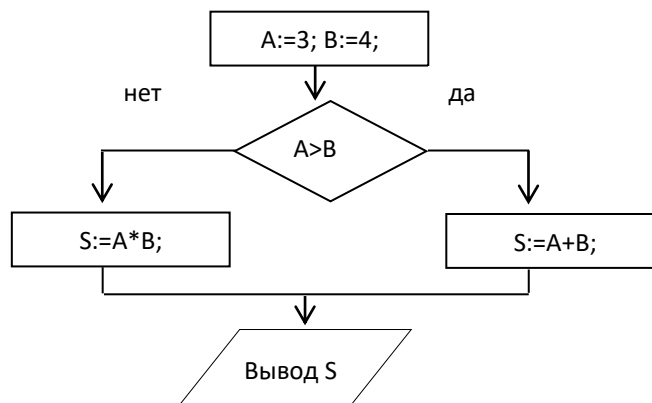 A:=3; B:=4;
нет
да
A>B
S:=A*B;
S:=A+B;
Вывод S